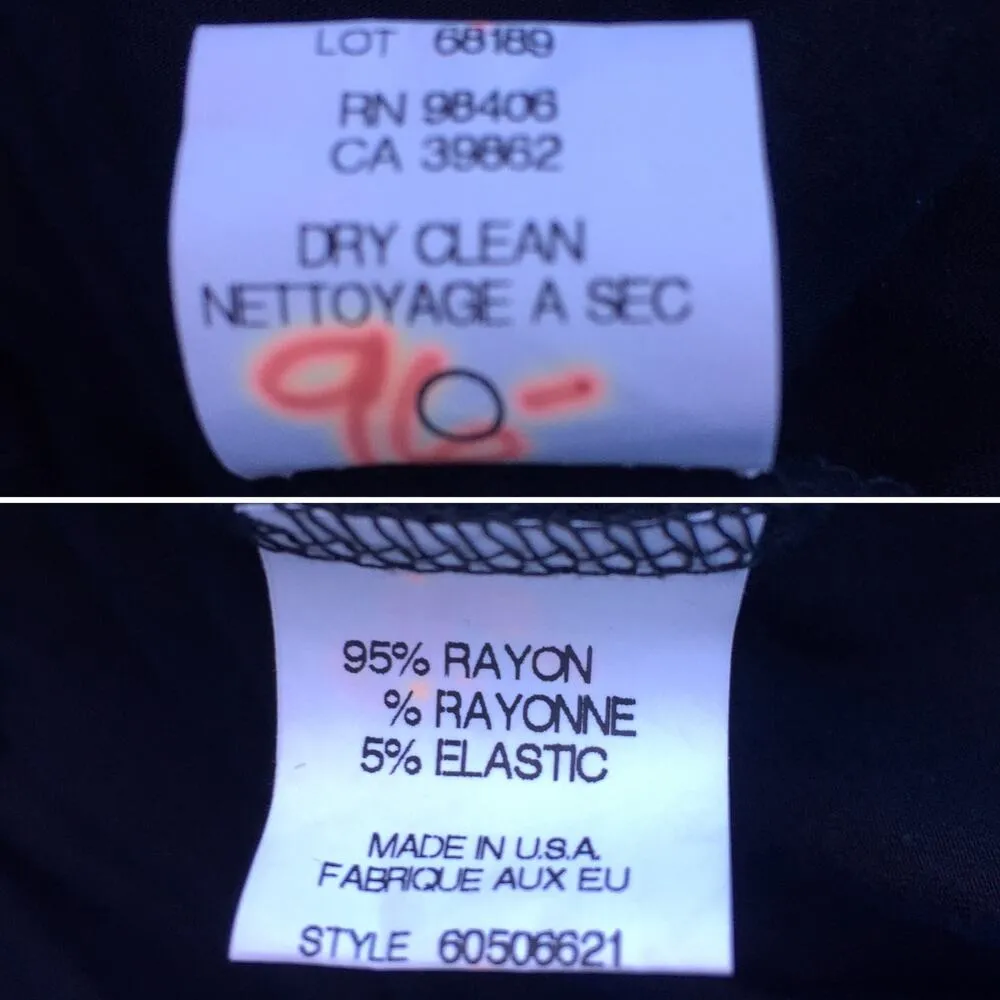 LOT 68189
RN 98406
CA 39862
DRY CLEAN
NETTOYAGE A SEC
95% RAYON
% RAYONNE
5% ELASTIC
MADE IN U.S.A.
FABRIQUE AUX EU
STYLE 60506621